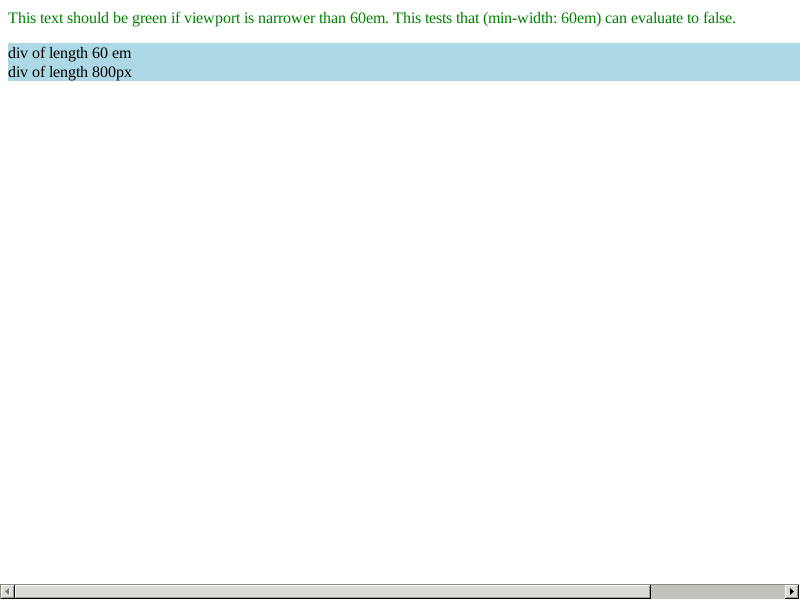 This text should be green if viewport is narrower than 60em. This tests that (min-width: 60em) can evaluate to false.
div of length 60 em
div of length 800px